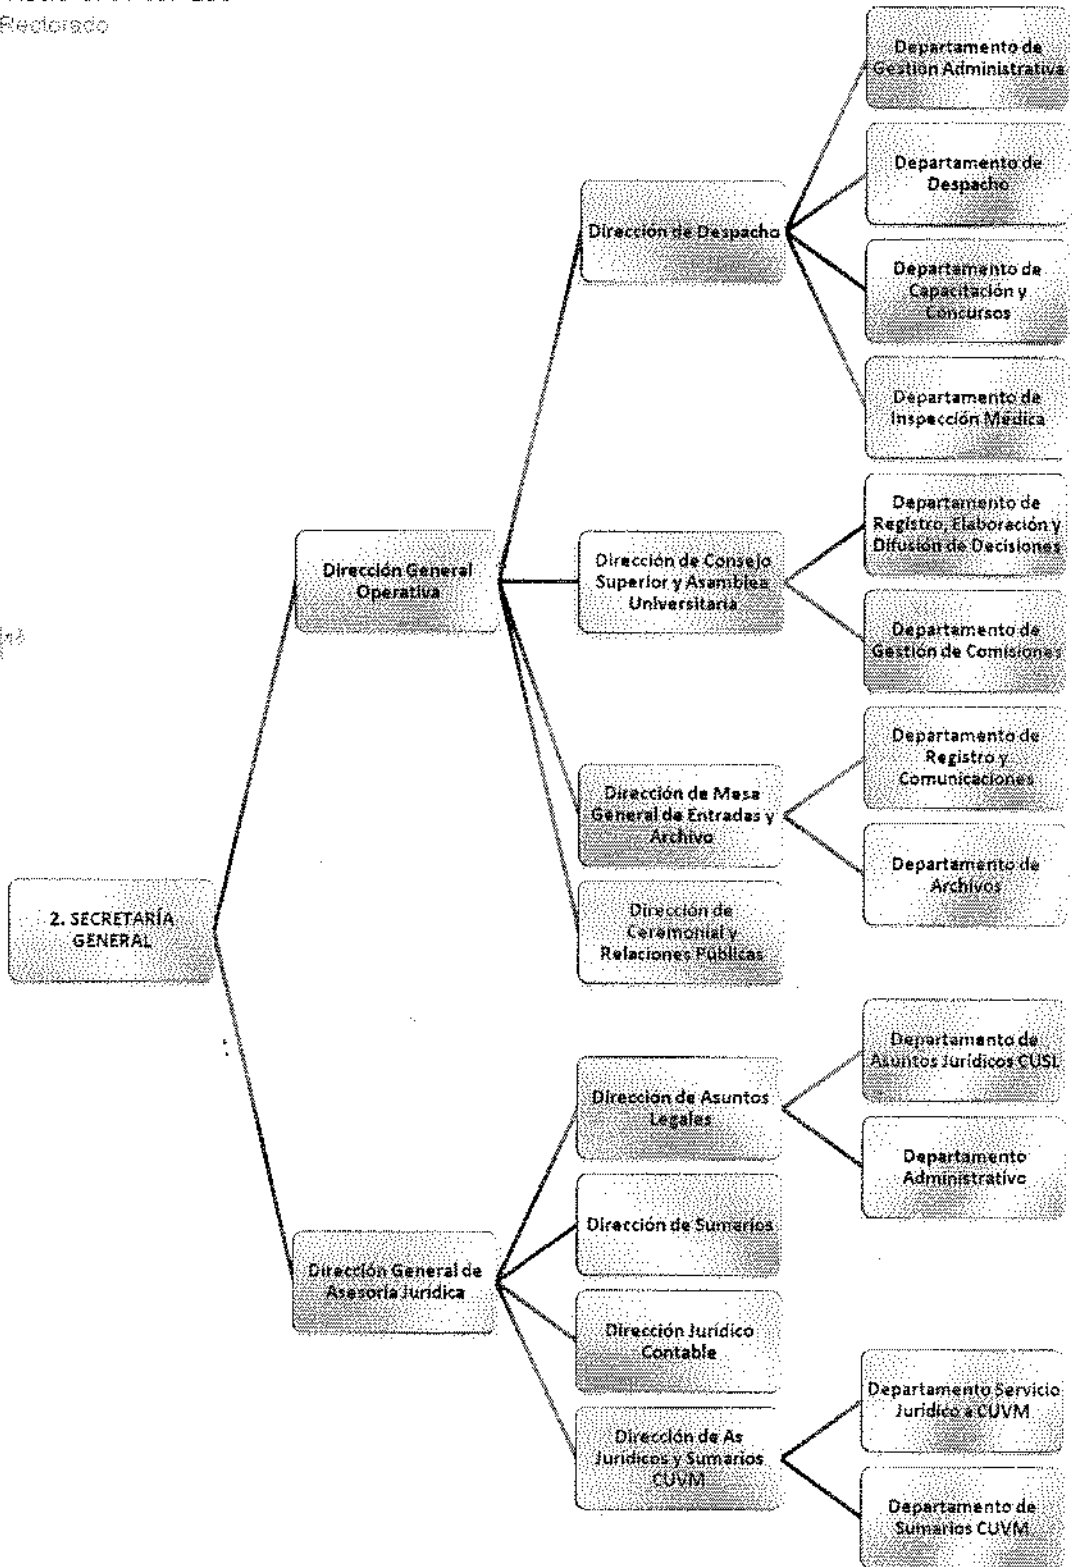 Rectorado
Departamento de
Gestión Administrativa
Departamento de
Despacho
Dirección de Despacho
Departamento de
Capacitación y
Concursos
Departamento de
Inspección Médica
Departamento de
Registro, Elaboración y
Difusión de Decisiones
Dirección General
Operativa
Dirección de Consejo
Superior y Asamblea
Universitaria
Departamento de
Gestión de Comisiones
Departamento de
Registro y
Comunicaciones
Dirección de Mesa
General de Entradas y
Archivo
Departamento de
Archivos
2. SECRETARÍA
GENERAL
Dirección de
Ceremonial y
Relaciones Públicas
Departamento de
Asuntos Jurídicos CUSL
Dirección de Asuntos
Legales
Departamento
Administrativo
Dirección de Sumarios
Dirección General de
Asesoría Jurídica
Dirección Jurídico
Contable
Departamento Servicio
Jurídico a CUVM
Dirección de As
Jurídicos y Sumarios
CUVM
Departamento de
Sumarios CUVM